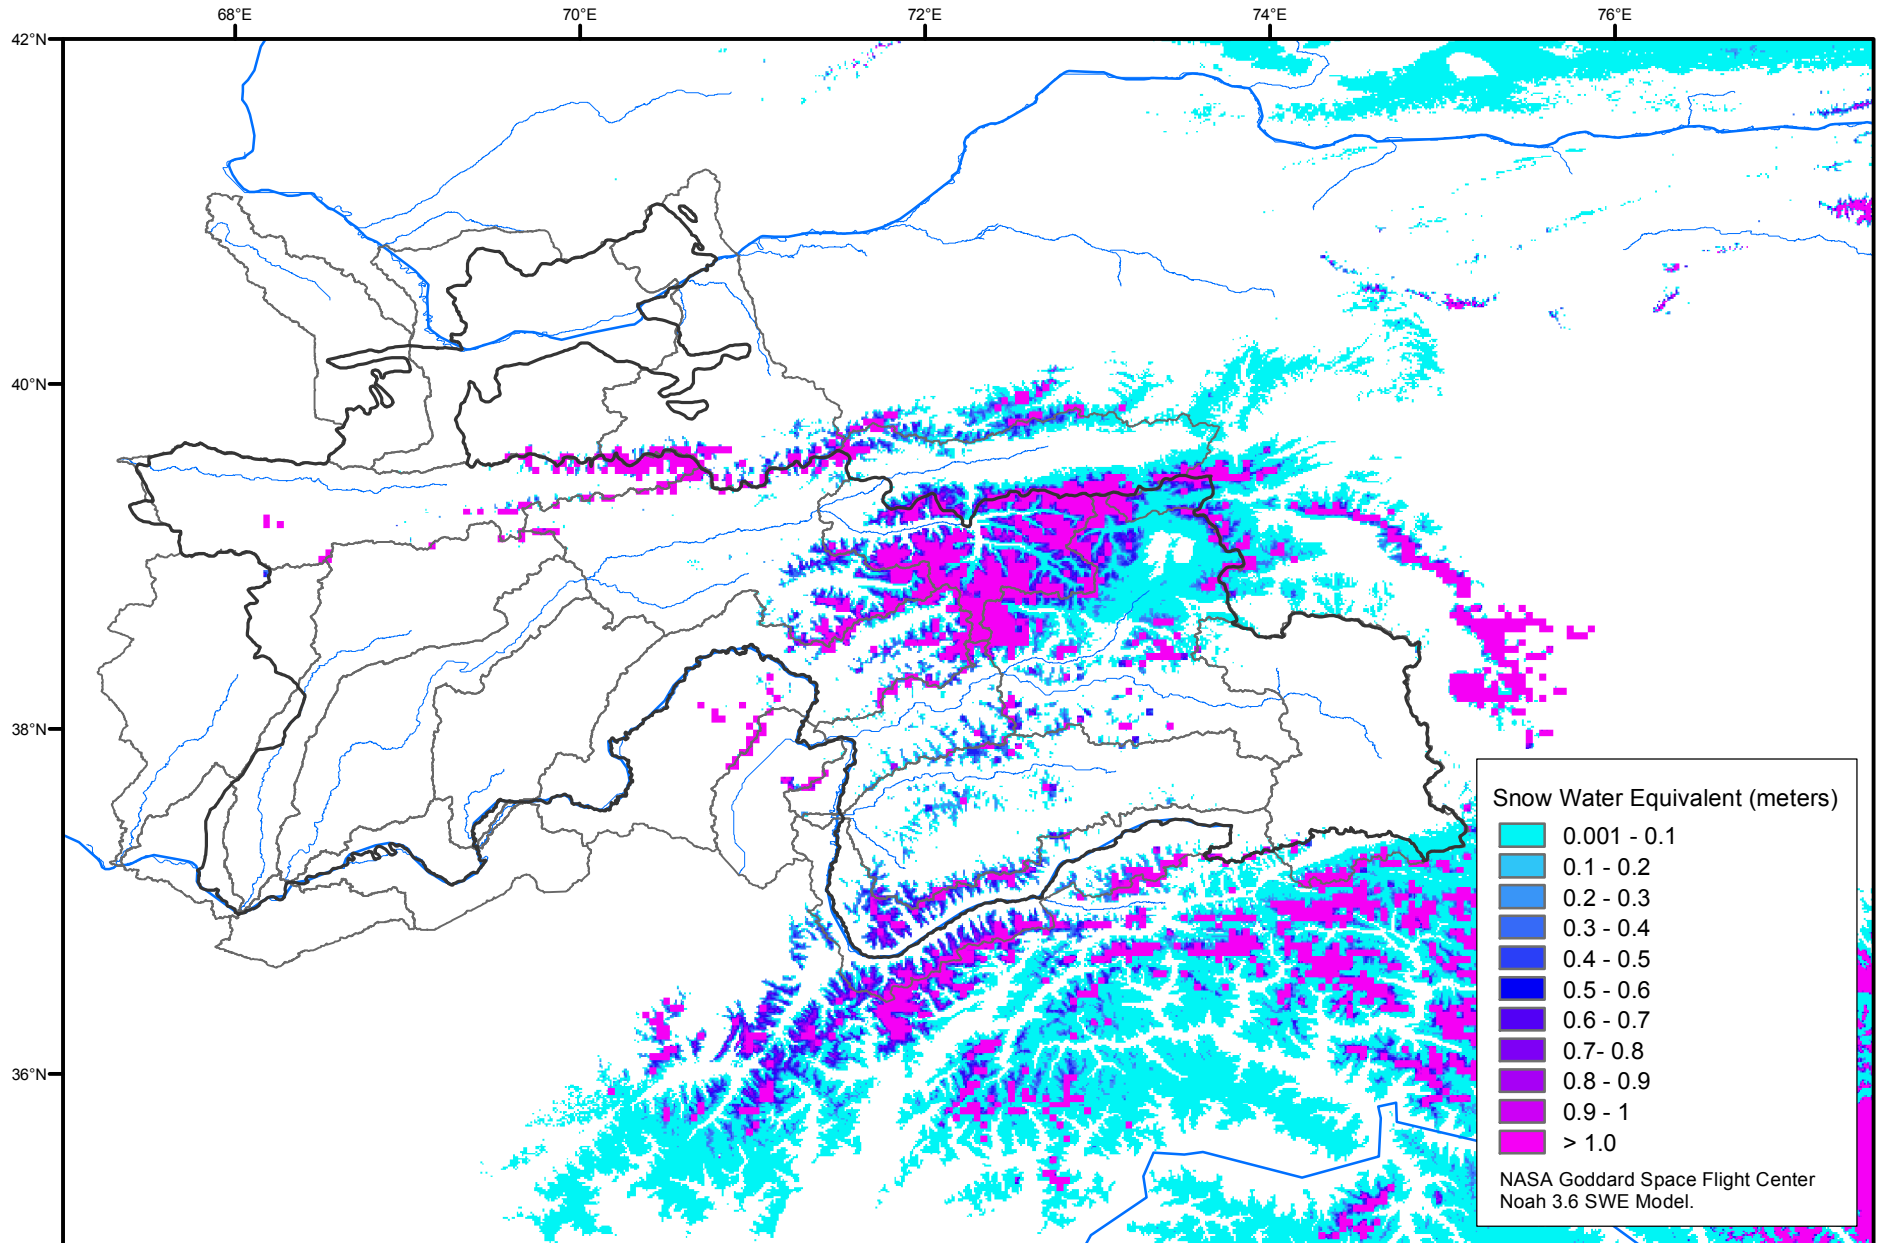 68°E 70°E 72°E 74°E 76°E
42°N
40°N
38°N
36°N
Snow Water Equivalent (meters)
0.001 - 0.1
0.1 - 0.2
0.2 - 0.3
0.3 - 0.4
0.4 - 0.5
0.5 - 0.6
0.6 - 0.7
0.7- 0.8
0.8 - 0.9
0.9 - 1
> 1.0
NASA Goddard Space Flight Center
Noah 3.6 SWE Model.